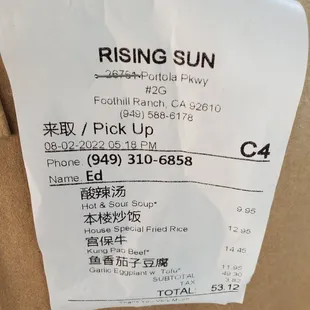 RISING SUN
26751 Portola Pkwy
#2G
Foothill Ranch, CA 92610
(949) 588-6178
来取 / Pick Up
08-02-2022 05:18 PM
C4
Phone: (949) 310-6858
Name: Ed
酸辣汤
Hot & Sour Soup* 9.95
本楼炒饭
House Special Fried Rice 12.95
宫保牛
Kung Pao Beef* 14.45
鱼香茄子豆腐
Garlic Eggplant w. Tofu* 11.95
SUBTOTAL
TAX 3.82
TOTAL: 53.12